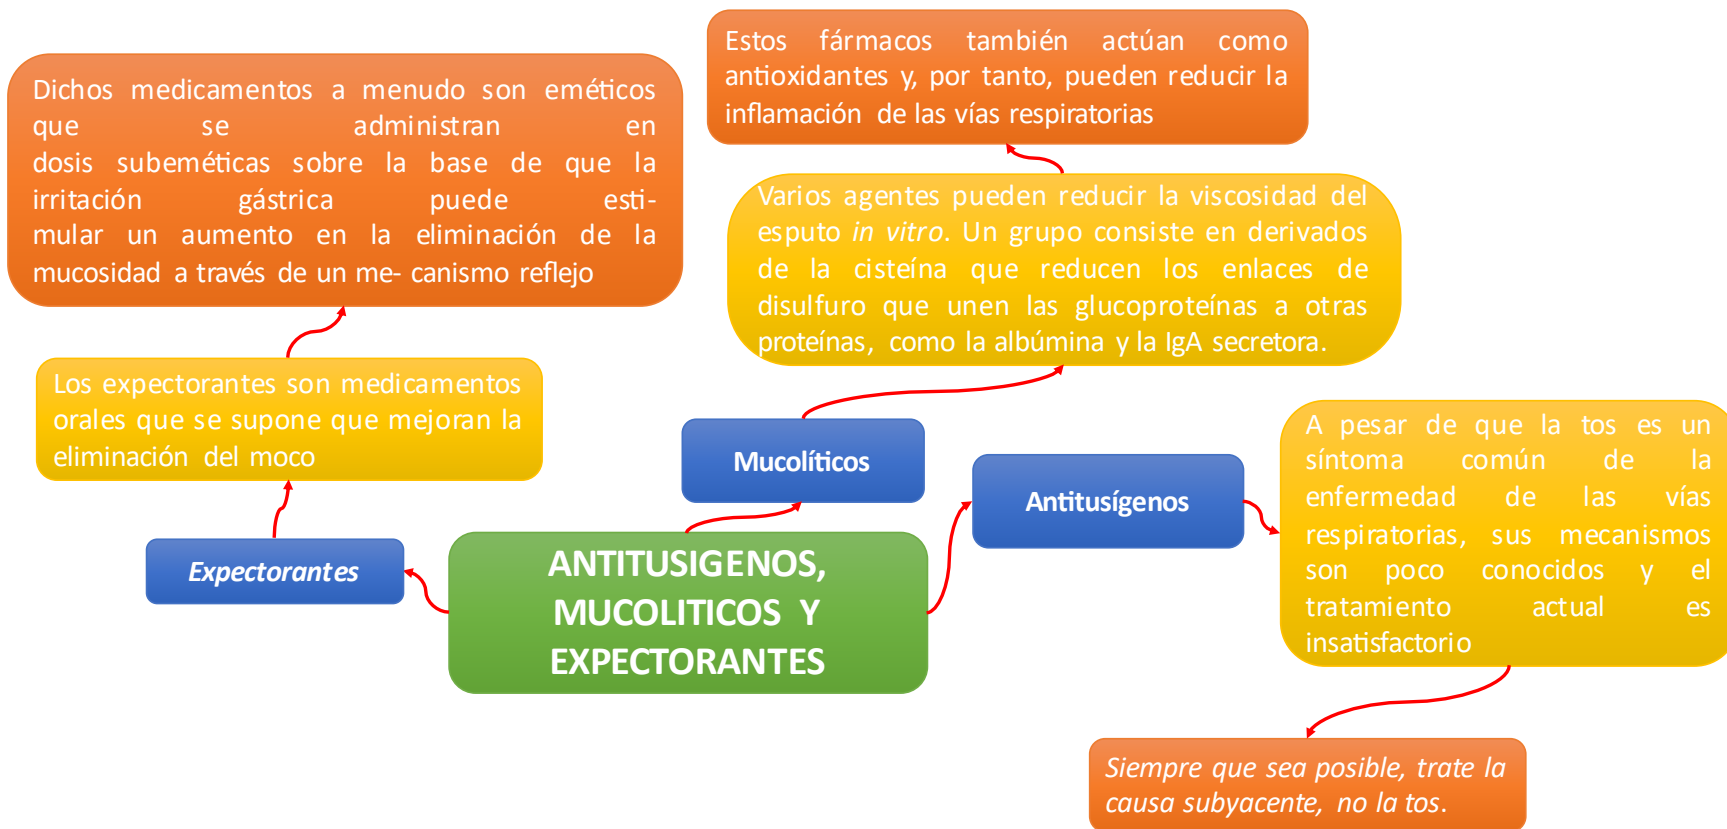 Estos fármacos también actúan como
antioxidantes y, por tanto, pueden reducir la
inflamación de las vías respiratorias
Dichos medicamentos a menudo son eméticos
que se administran en
dosis subeméticas sobre la base de que la
irritación gástrica puede esti-
mular un aumento en la eliminación de la
mucosidad a través de un me- canismo reflejo
Varios agentes pueden reducir la viscosidad del
esputo in vitro. Un grupo consiste en derivados
de la cisteína que reducen los enlaces de
disulfuro que unen las glucoproteínas a otras
proteínas, como la albúmina y la IgA secretora.
Los expectorantes son medicamentos
orales que se supone que mejoran la
eliminación del moco
Mucolíticos
Antitusígenos
A pesar de que la tos es un
síntoma común de la
enfermedad de las vías
respiratorias, sus mecanismos
son poco conocidos y el
tratamiento actual es
insatisfactorio
Expectorantes
ANTITUSIGENOS,
MUCOLITICOS Y
EXPECTORANTES
Siempre que sea posible, trate la
causa subyacente, no la tos.